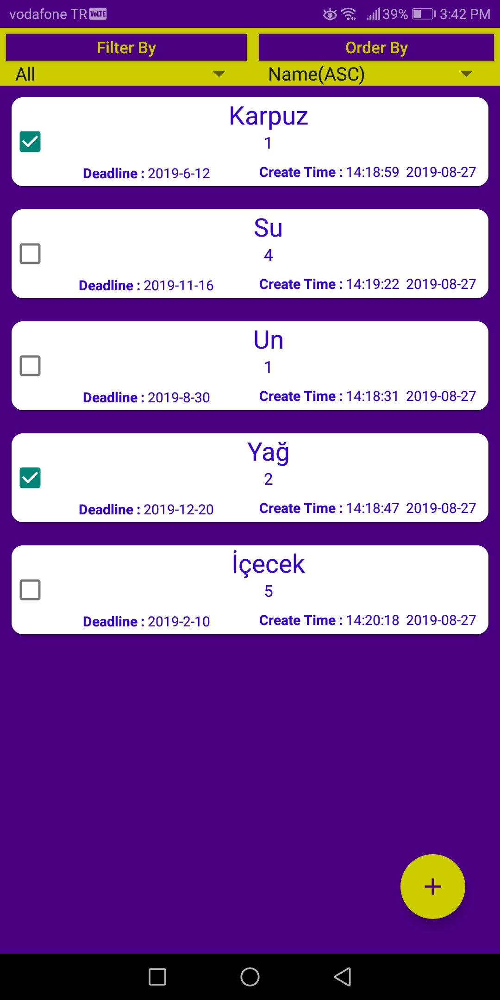 vodafone TR VoLTE 39% 3:42 PM
Filter By Order By
All Name(ASC)
Karpuz
1
Deadline : 2019-6-12 Create Time : 14:18:59 2019-08-27
Su
4
Deadline : 2019-11-16 Create Time : 14:19:22 2019-08-27
Un
1
Deadline : 2019-8-30 Create Time : 14:18:31 2019-08-27
Yağ
2
Deadline : 2019-12-20 Create Time : 14:18:47 2019-08-27
İçecek
5
Deadline : 2019-2-10 Create Time : 14:20:18 2019-08-27
+